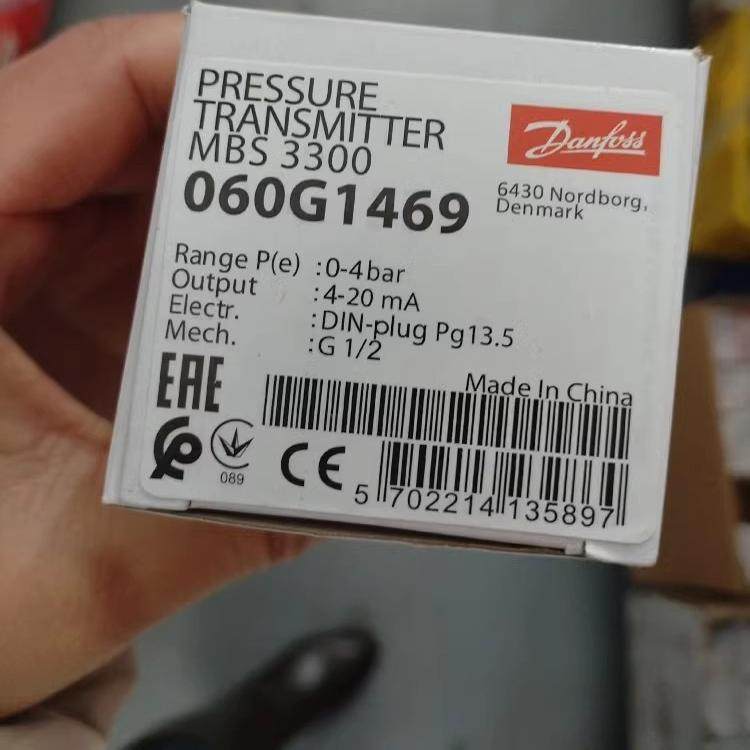 PRESSURE
TRANSMITTER
MBS 3300
060G1469
Danfoss
6430 Nordborg,
Denmark
Range P(e) :0-4bar
Output :4-20 mA
Electr. :DIN-plug Pg13.5
Mech. :G 1/2
EAC
Made In China
089
CE
5 702214 135897